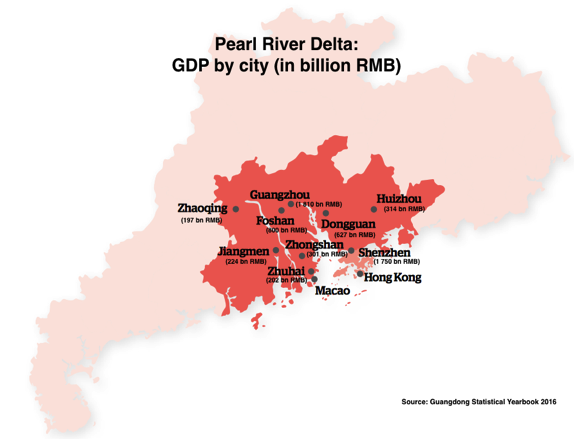 Pearl River Delta:
GDP by city (in billion RMB)
Guangzhou
(1 810 bn RMB)
Huizhou
(314 bn RMB)
Zhaoqing
(197 bn RMB)
Foshan
(800 bn RMB)
Dongguan
(627 bn RMB)
Zhongshan
(301 bn RMB)
Jiangmen
(224 bn RMB)
Shenzhen
(1 750 bn RMB)
Zhuhai
(202 bn RMB)
Hong Kong
Macao
Source: Guangdong Statistical Yearbook 2016